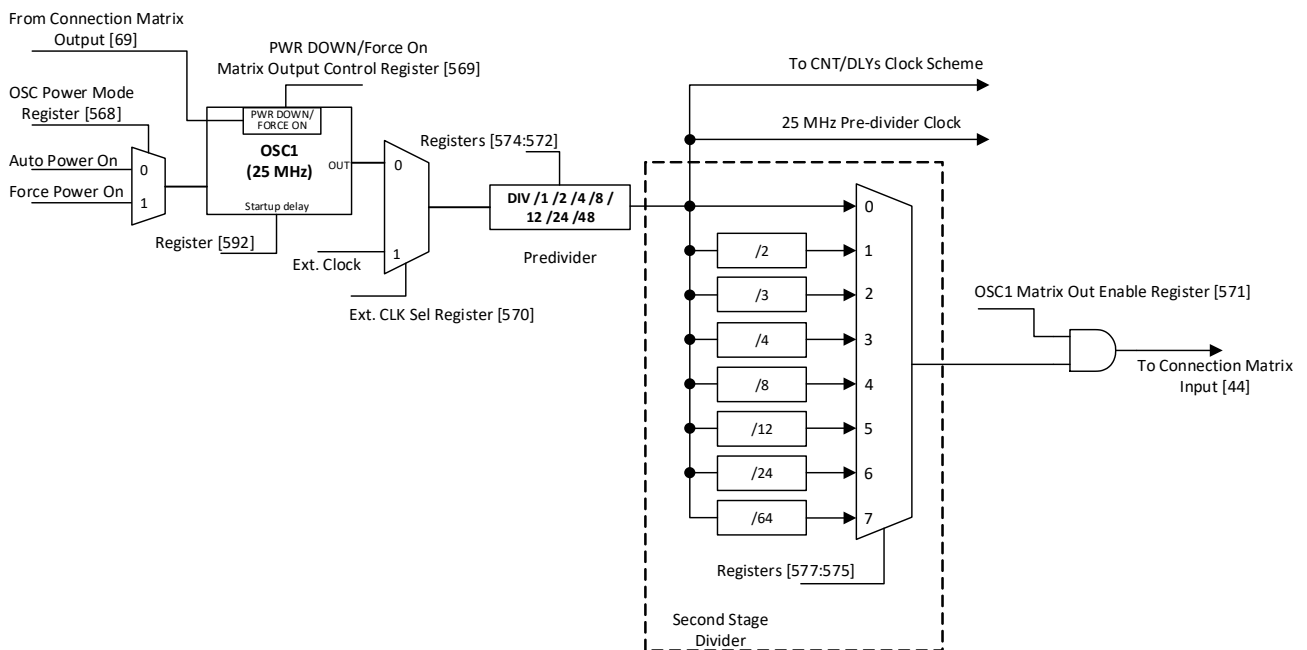 From Connection Matrix
Output [69]
PWR DOWN/Force On
Matrix Output Control Register [569]
OSC Power Mode
Register [568]
Auto Power On
Force Power On
0
1
PWR DOWN/
FORCE ON
OSC1
(25 MHz)
OUT
Startup delay
Register [592]
0
1
Ext. Clock
Ext. CLK Sel Register [570]
Registers [574:572]
DIV /1 /2 /4 /8 /
12 /24 /48
Predivider
To CNT/DLYs Clock Scheme
25 MHz Pre-divider Clock
0
/2
1
/3
2
/4
3
/8
4
/12
5
/24
6
/64
7
Registers [577:575]
Second Stage
Divider
OSC1 Matrix Out Enable Register [571]
To Connection Matrix
Input [44]